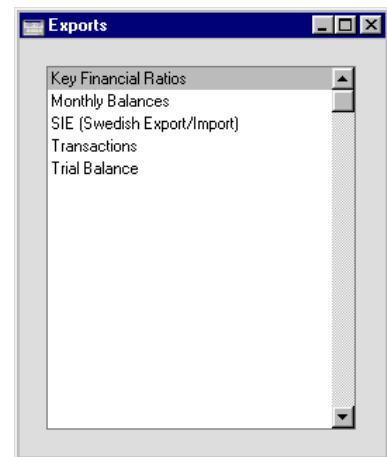 Exports
Key Financial Ratios
Monthly Balances
SIE (Swedish Export/Import)
Transactions
Trial Balance